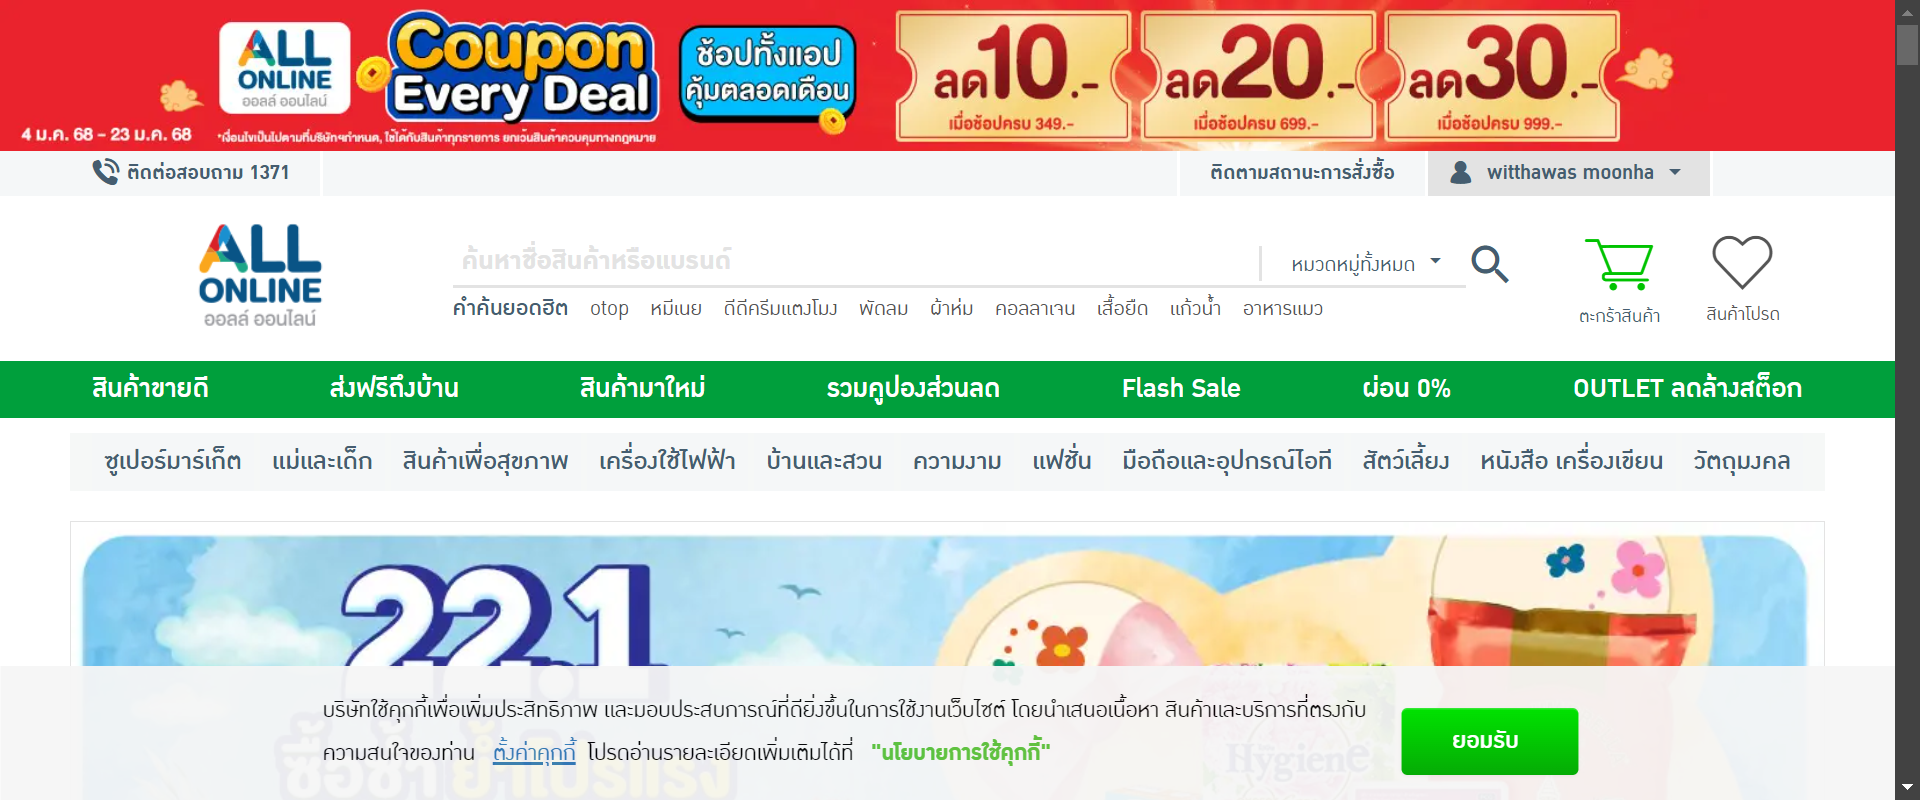 ALL
ONLINE
ออลล์ ออนไลน์
Coupon
Every Deal
ช้อปทั้งแอป
คุ้มตลอดเดือน
ลด10.-
เมื่อช้อปครบ 349.-
ลด20.-
เมื่อช้อปครบ 699.-
ลด30.-
เมื่อช้อปครบ 999.-
4 ม.ค. 68 - 23 ม.ค. 68
*เงื่อนไขเป็นไปตามที่บริษัทฯกำหนด, ใช้ได้กับสินค้าทุกรายการ ยกเว้นสินค้าควบคุมทางกฎหมาย
ติดต่อสอบถาม 1371
ติดตามสถานะการสั่งซื้อ
witthawas moonha
ALL
ONLINE
ออลล์ ออนไลน์
ค้นหาชื่อสินค้าหรือแบรนด์
หมวดหมู่ทั้งหมด
คำค้นยอดฮิต otop หมีเนย ดีดีครีมแตงโมง พัดลม ผ้าห่ม คอลลาเจน เสื้อยืด แก้วน้ำ อาหารแมว
ตะกร้าสินค้า
สินค้าโปรด
สินค้าขายดี ส่งฟรีถึงบ้าน สินค้ามาใหม่ รวมคูปองส่วนลด Flash Sale ผ่อน 0% OUTLET ลดล้างสต็อก
ซูเปอร์มาร์เก็ต แม่และเด็ก สินค้าเพื่อสุขภาพ เครื่องใช้ไฟฟ้า บ้านและสวน ความงาม แฟชั่น มือถือและอุปกรณ์ไอที สัตว์เลี้ยง หนังสือ เครื่องเขียน วัตถุมงคล
22.1
ซื้อซ้ำ ย้ำโปรแรง
Hygiene
บริษัทใช้คุกกี้เพื่อเพิ่มประสิทธิภาพ และมอบประสบการณ์ที่ดียิ่งขึ้นในการใช้งานเว็บไซต์ โดยนำเสนอเนื้อหา สินค้าและบริการที่ตรงกับ
ความสนใจของท่าน ตั้งค่าคุกกี้ โปรดอ่านรายละเอียดเพิ่มเติมได้ที่ "นโยบายการใช้คุกกี้"
ยอมรับ